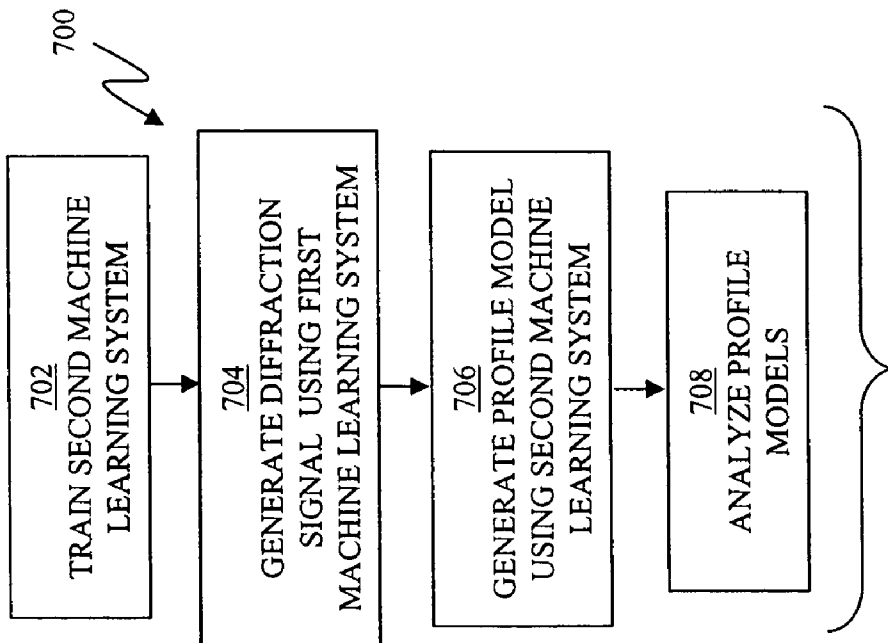 700
702
TRAIN SECOND MACHINE
LEARNING SYSTEM
704
GENERATE DIFFRACTION
SIGNAL USING FIRST
MACHINE LEARNING SYSTEM
706
GENERATE PROFILE MODEL
USING SECOND MACHINE
LEARNING SYSTEM
708
ANALYZE PROFILE
MODELS